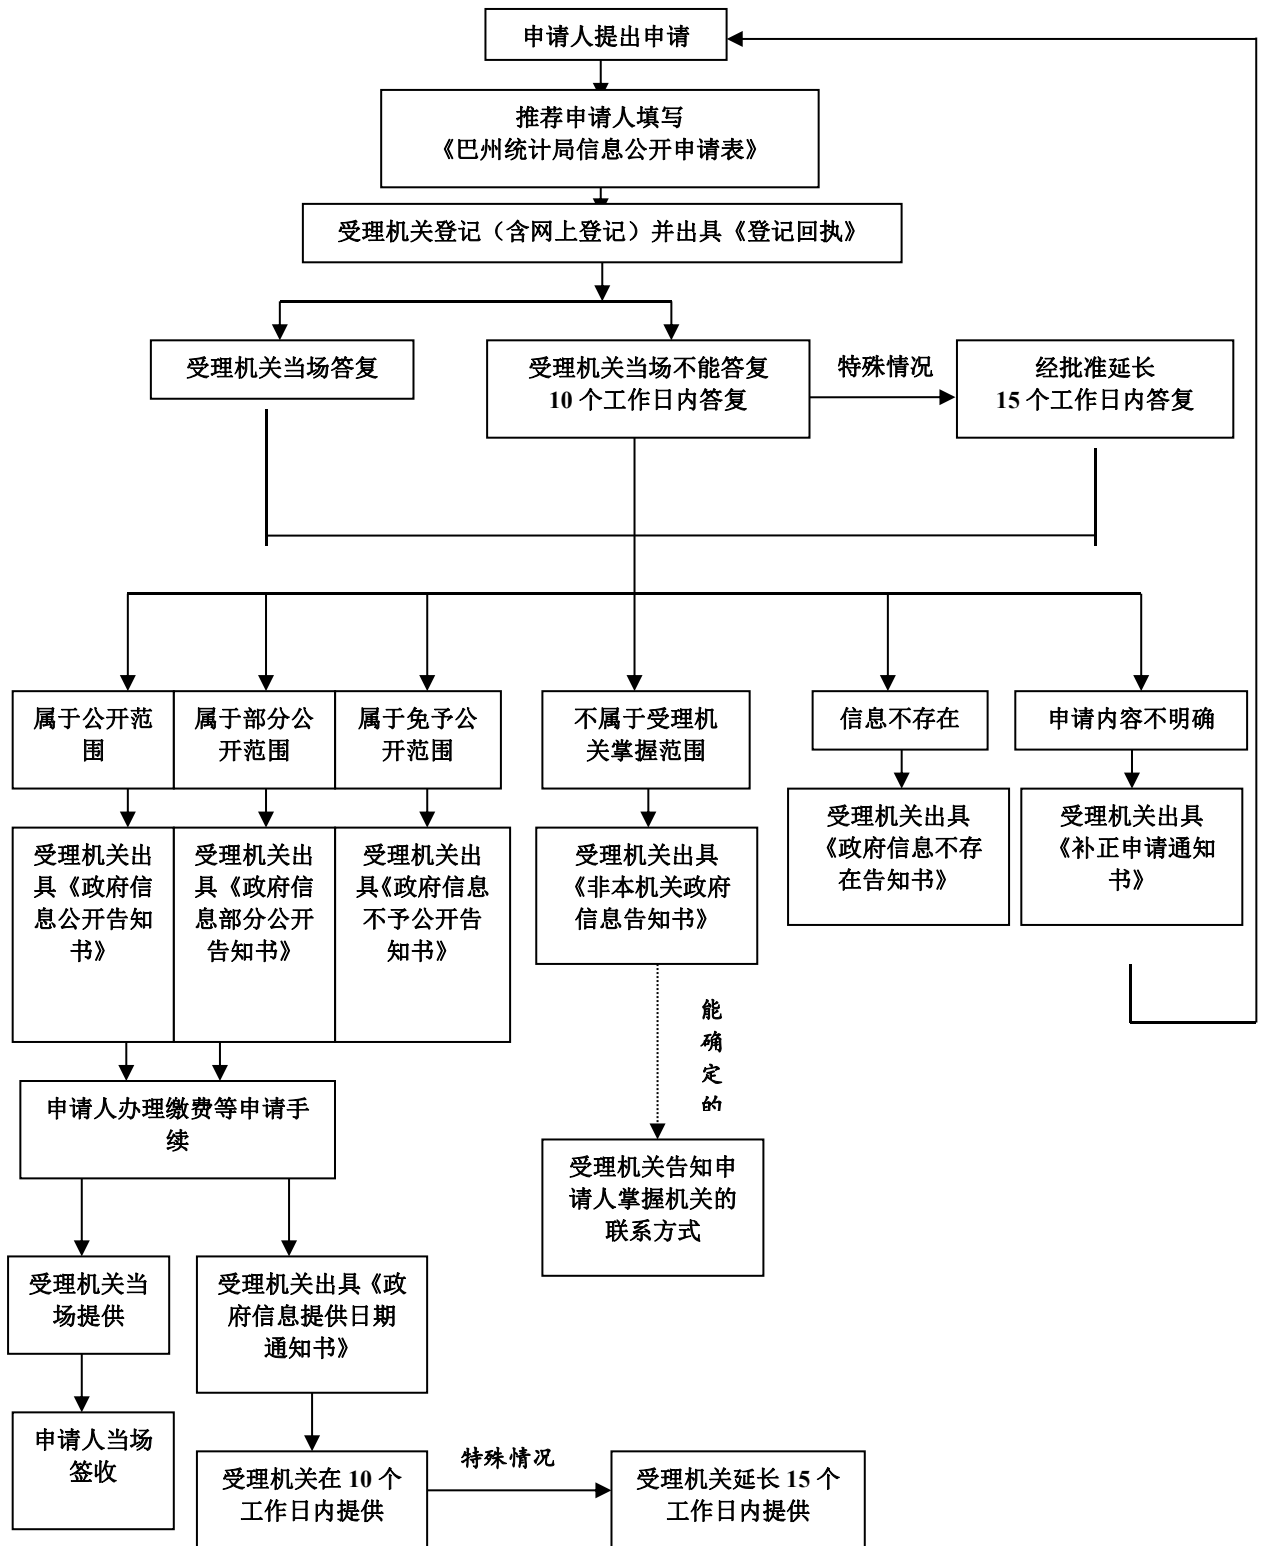 申请人提出申请
推荐申请人填写
《巴州统计局信息公开申请表》
受理机关登记（含网上登记）并出具《登记回执》
受理机关当场答复
受理机关当场不能答复
10 个工作日内答复
特殊情况
经批准延长
15 个工作日内答复
属于公开范
围
属于部分公
开范围
属于免予公
开范围
不属于受理机
关掌握范围
信息不存在
申请内容不明确
受理机关出
具《政府信
息公开告知
书》
受理机关出
具《政府信
息部分公开
告知书》
受理机关出
具《政府信息
不予公开告
知书》
受理机关出具
《非本机关政府
信息告知书》
受理机关出具
《政府信息不存
在告知书》
受理机关出具
《补正申请通知
书》
能
确
定
的
申请人办理缴费等申请手
续
受理机关告知申
请人掌握机关的
联系方式
受理机关当
场提供
受理机关出具《政
府信息提供日期
通知书》
申请人当场
签收
受理机关在 10 个
工作日内提供
特殊情况
受理机关延长 15 个
工作日内提供